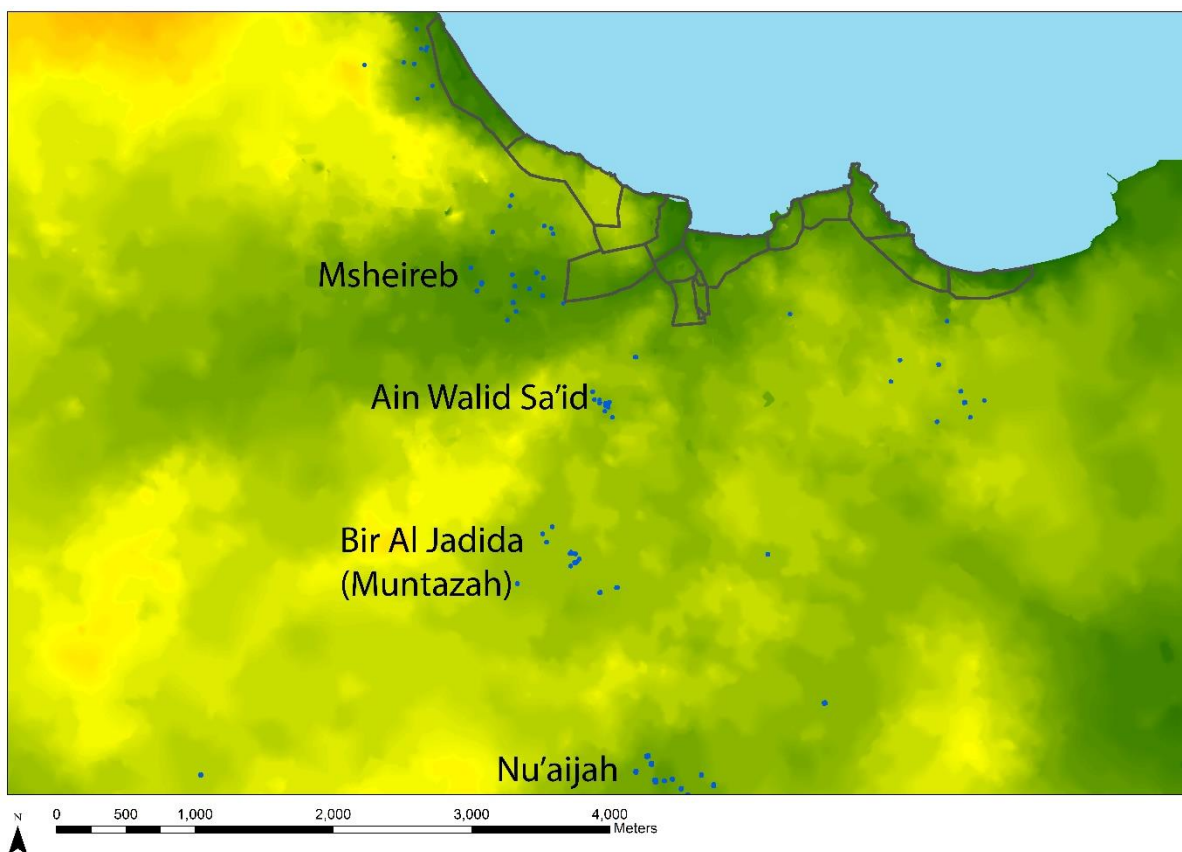 Msheireb
Ain Walid Sa'id
Bir Al Jadida
(Muntazah)
Nu'aijah
N
0 500 1,000 2,000 3,000 4,000
Meters